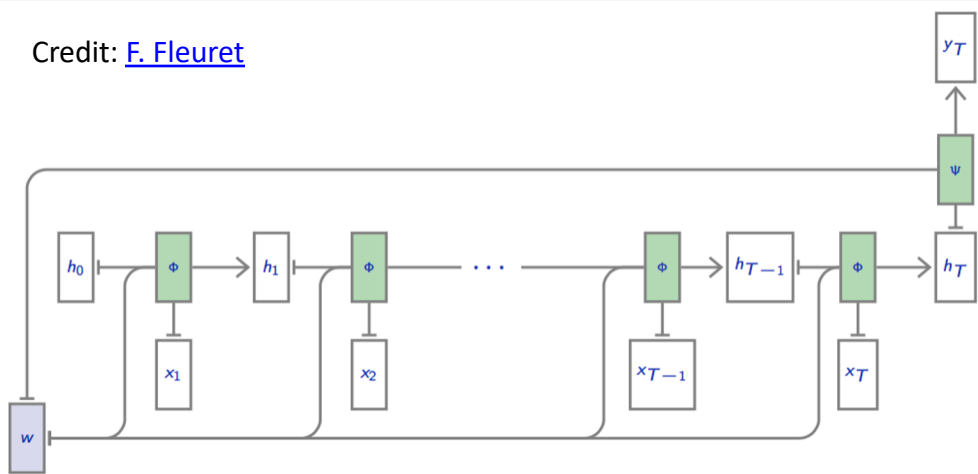 Credit: F. Fleuret
y_T
Ψ
h_0 Φ h_1 Φ ... Φ h_{T−1} Φ h_T
x_1 x_2 x_{T−1} x_T
w